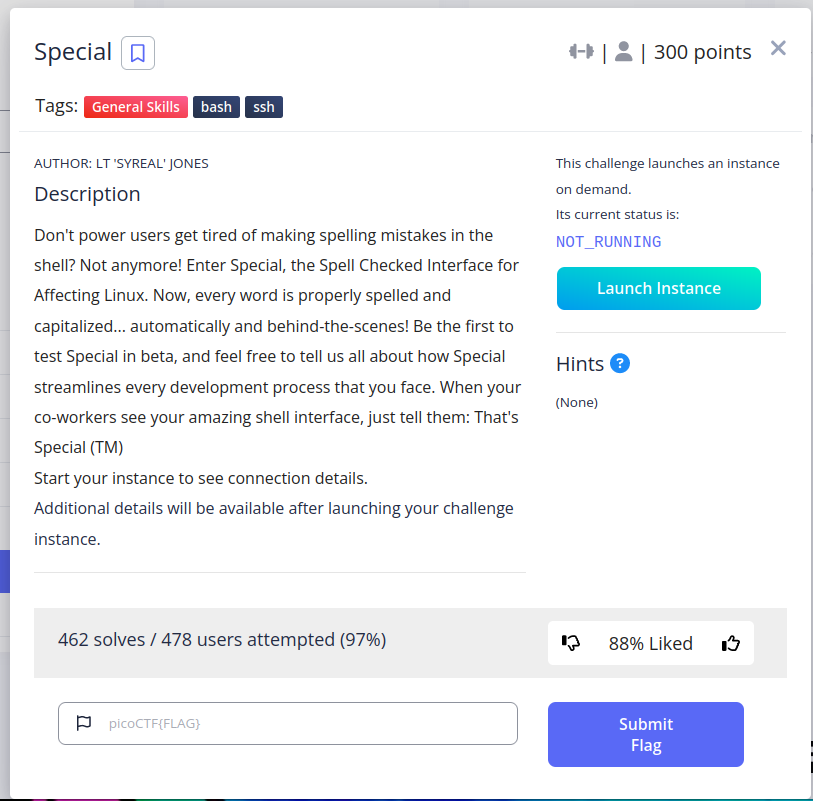 Special
| | 300 points
Tags: General Skills bash ssh
AUTHOR: LT 'SYREAL' JONES
Description
Don't power users get tired of making spelling mistakes in the
shell? Not anymore! Enter Special, the Spell Checked Interface for
Affecting Linux. Now, every word is properly spelled and
capitalized... automatically and behind-the-scenes! Be the first to
test Special in beta, and feel free to tell us all about how Special
streamlines every development process that you face. When your
co-workers see your amazing shell interface, just tell them: That's
Special (TM)
Start your instance to see connection details.
Additional details will be available after launching your challenge
instance.
This challenge launches an instance
on demand.
Its current status is:
NOT_RUNNING
Launch Instance
Hints ?
(None)
462 solves / 478 users attempted (97%)
88% Liked
picoCTF{FLAG}
Submit
Flag